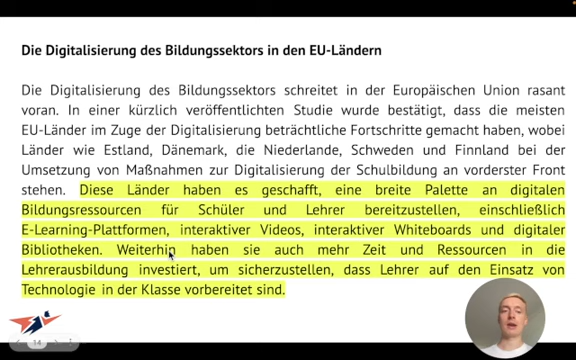 Die Digitalisierung des Bildungssektors in den EU-Ländern
Die Digitalisierung des Bildungssektors schreitet in der Europäischen Union rasant
voran. In einer kürzlich veröffentlichten Studie wurde bestätigt, dass die meisten
EU-Länder im Zuge der Digitalisierung beträchtliche Fortschritte gemacht haben, wobei
Länder wie Estland, Dänemark, die Niederlande, Schweden und Finnland bei der
Umsetzung von Maßnahmen zur Digitalisierung der Schulbildung an vorderster Front
stehen. Diese Länder haben es geschafft, eine breite Palette an digitalen
Bildungsressourcen für Schüler und Lehrer bereitzustellen, einschließlich
E-Learning-Plattformen, interaktiver Videos, interaktiver Whiteboards und digitaler
Bibliotheken. Weiterhin haben sie auch mehr Zeit und Ressourcen in die
Lehrerausbildung investiert, um sicherzustellen, dass Lehrer auf den Einsatz von
Technologie in der Klasse vorbereitet sind.
14